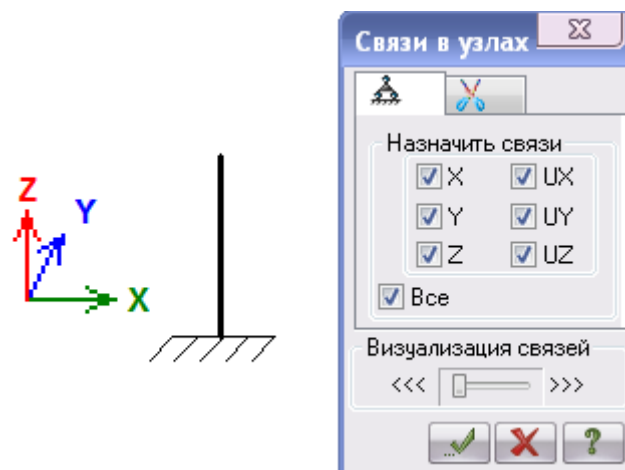 Связи в узлах
Назначить связи
X UX
Y UY
Z UZ
Все
Визуализация связей
<<< >>>
... ?
Z
Y
X